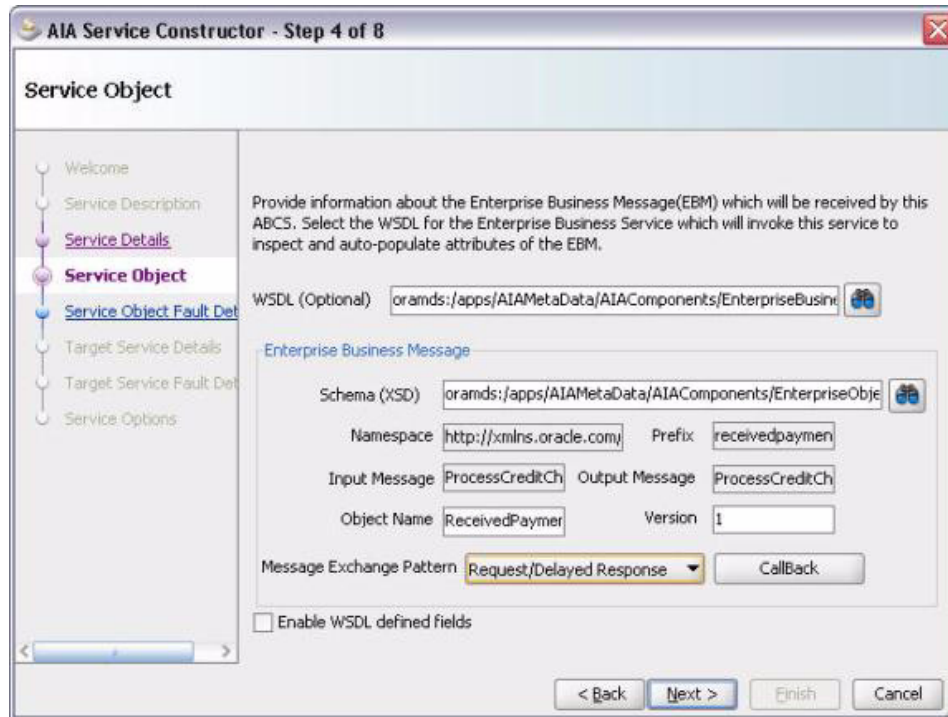 AIA Service Constructor - Step 4 of 8
Service Object
Welcome
Service Description
Service Details
Service Object
Service Object Fault Det
Target Service Details
Target Service Fault Det
Service Options
Provide information about the Enterprise Business Message(EBM) which will be received by this
ABCS. Select the WSDL for the Enterprise Business Service which will invoke this service to
inspect and auto-populate attributes of the EBM.
WSDL (Optional) oramds:/apps/AIAMetaData/AIAComponents/EnterpriseBusine
Enterprise Business Message
Schema (XSD) oramds:/apps/AIAMetaData/AIAComponents/EnterpriseObje
Namespace http://xmlns.oracle.com/ Prefix receivedpaymen
Input Message ProcessCreditCh Output Message ProcessCreditCh
Object Name ReceivedPaymer Version 1
Message Exchange Pattern Request/Delayed Response CallBack
Enable WSDL defined fields
< Back Next > Finish Cancel